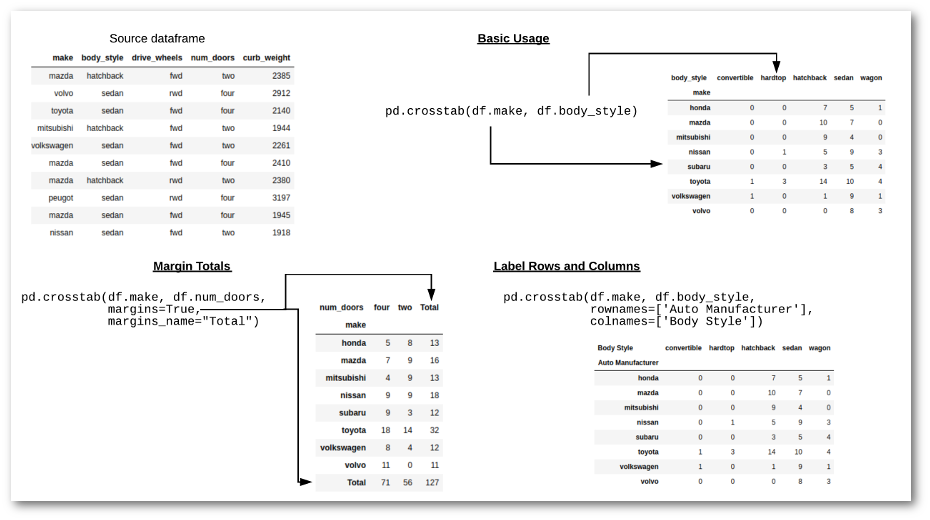 Source dataframe
make body_style drive_wheels num_doors curb_weight
mazda hatchback fwd two 2385
volvo sedan rwd four 2912
toyota sedan fwd four 2140
mitsubishi hatchback fwd two 1944
volkswagen sedan fwd two 2261
mazda sedan fwd four 2410
mazda hatchback rwd two 2380
peugot sedan rwd four 3197
mazda sedan fwd four 1945
nissan sedan fwd two 1918
Basic Usage
pd.crosstab(df.make, df.body_style)
body_style convertible hardtop hatchback sedan wagon
make
honda 0 0 7 5 1
mazda 0 0 10 7 0
mitsubishi 0 0 9 4 0
nissan 0 1 5 9 3
subaru 0 0 3 5 4
toyota 1 3 14 10 4
volkswagen 1 0 1 9 1
volvo 0 0 0 8 3
Margin Totals
pd.crosstab(df.make, df.num_doors,
margins=True,
margins_name="Total")
num_doors four two Total
make
honda 5 8 13
mazda 7 9 16
mitsubishi 4 9 13
nissan 9 9 18
subaru 9 3 12
toyota 18 14 32
volkswagen 8 4 12
volvo 11 0 11
Total 71 56 127
Label Rows and Columns
pd.crosstab(df.make, df.body_style,
rownames=['Auto Manufacturer'],
colnames=['Body Style'])
Body Style convertible hardtop hatchback sedan wagon
Auto Manufacturer
honda 0 0 7 5 1
mazda 0 0 10 7 0
mitsubishi 0 0 9 4 0
nissan 0 1 5 9 3
subaru 0 0 3 5 4
toyota 1 3 14 10 4
volkswagen 1 0 1 9 1
volvo 0 0 0 8 3